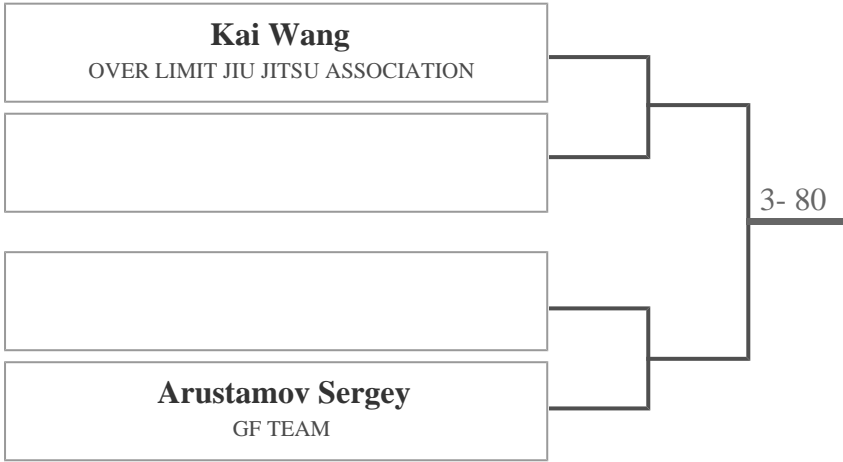 Kai Wang
OVER LIMIT JIU JITSU ASSOCIATION
3- 80
Arustamov Sergey
GF TEAM